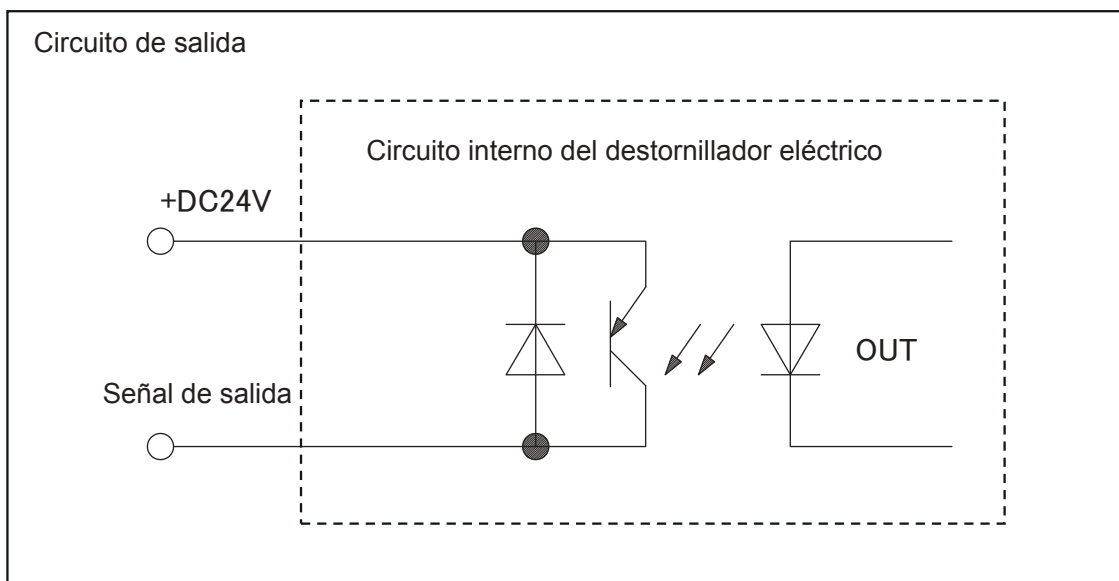 Circuito de salida
Circuito interno del destornillador eléctrico
+DC24V
OUT
Señal de salida